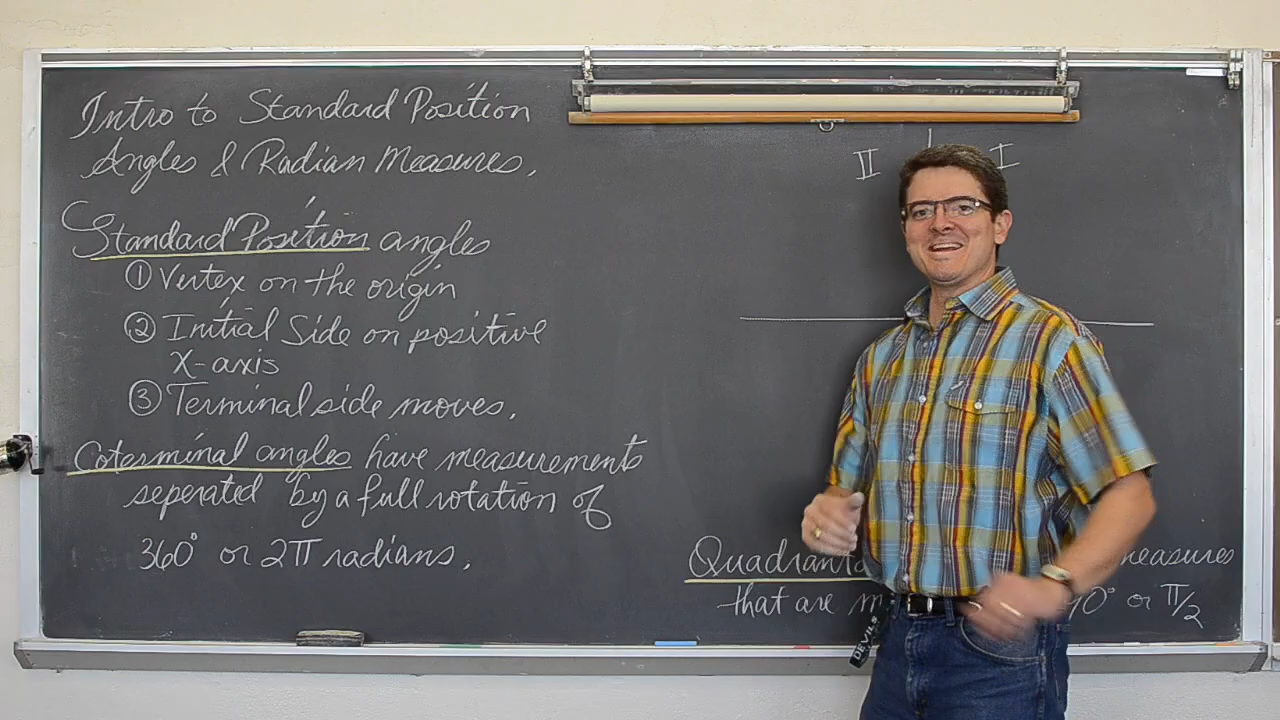 Intro to Standard Position
Angles & Radian Measures.
Standard Position angles
① Vertex on the origin
② Initial Side on positive
X-axis
③ Terminal side moves.
Coterminal angles have measurements
seperated by a full rotation of
360° or 2π radians.
II I
measures
that are 90° or π/2
DEVILS